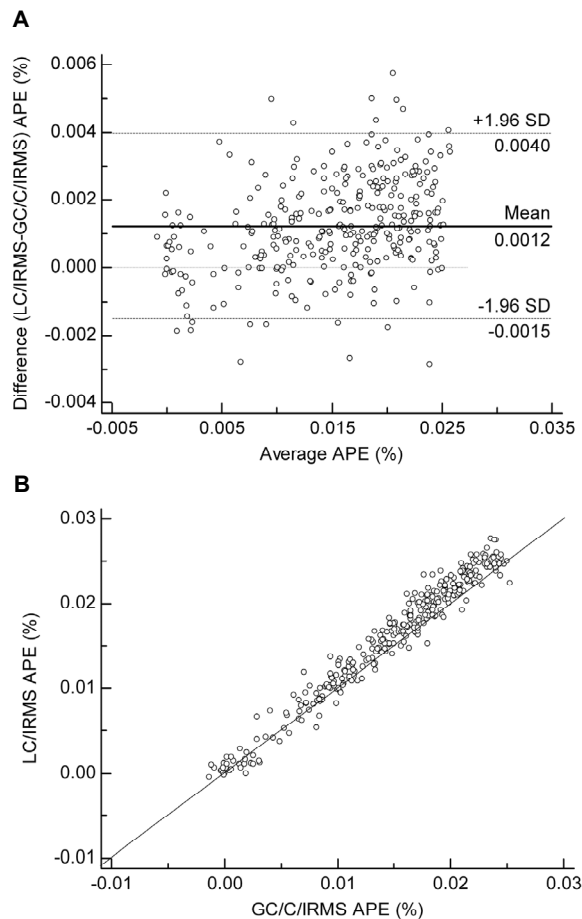 A
Difference (LC/IRMS-GC/C/IRMS) APE (%)
0.006
0.004
0.002
0.000
-0.002
-0.004
+1.96 SD
0.0040
Mean
0.0012
-1.96 SD
-0.0015
-0.005 0.005 0.015 0.025 0.035
Average APE (%)
B
LC/IRMS APE (%)
0.03
0.02
0.01
0.00
-0.01
-0.01 0.00 0.01 0.02 0.03
GC/C/IRMS APE (%)